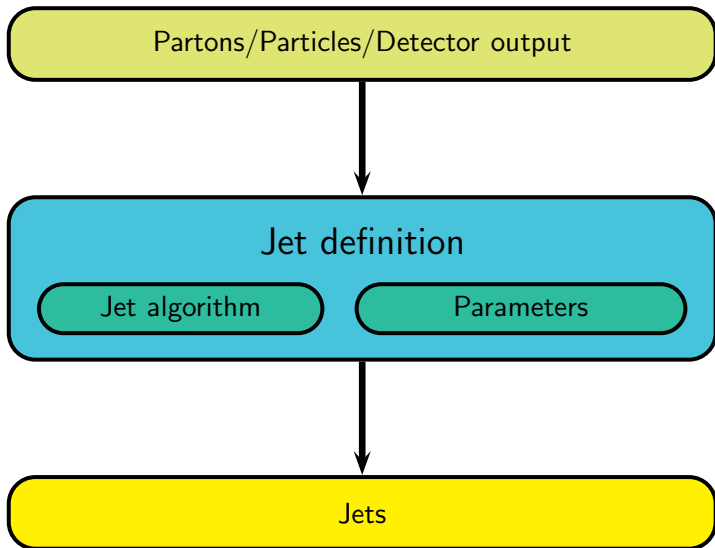 Partons/Particles/Detector output
Jet definition
Jet algorithm
Parameters
Jets